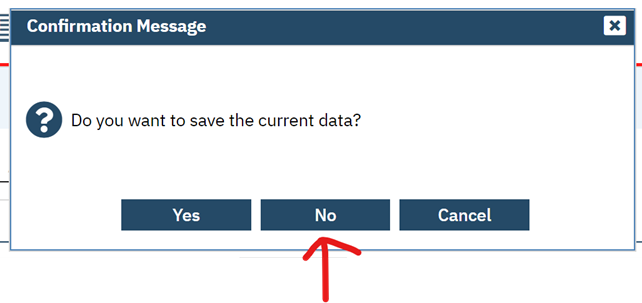 Confirmation Message
Do you want to save the current data?
Yes No Cancel